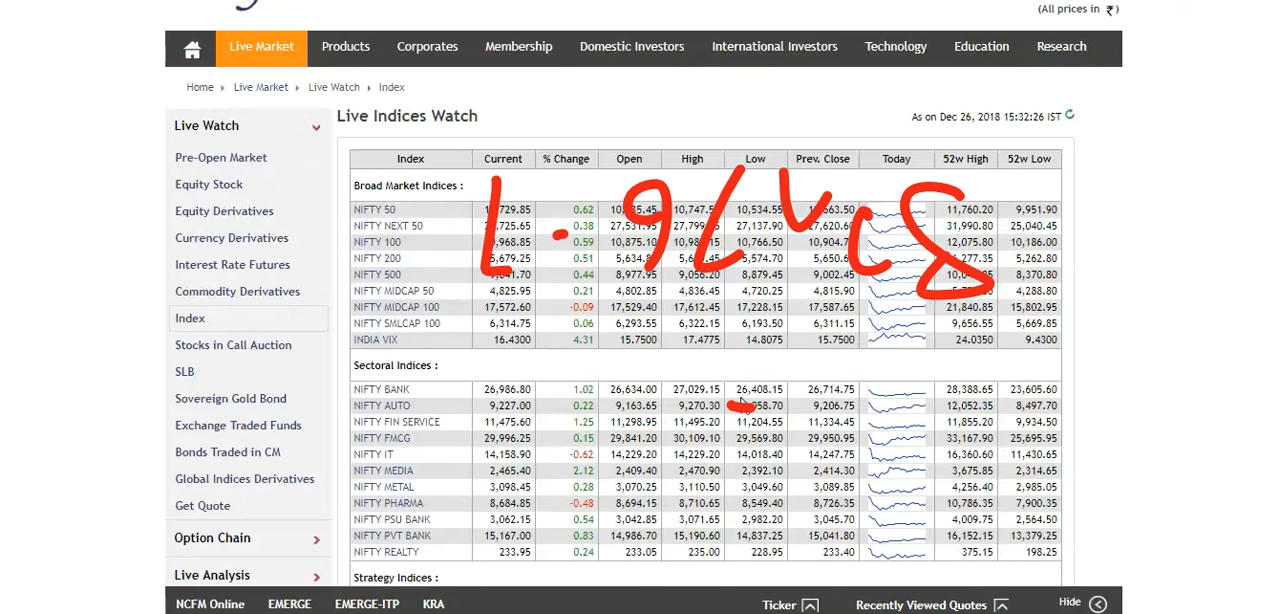 (All prices in ₹)
Live Market Products Corporates Membership Domestic Investors International Investors Technology Education Research
Home Live Market Live Watch Index
Live Watch
Pre-Open Market
Equity Stock
Equity Derivatives
Currency Derivatives
Interest Rate Futures
Commodity Derivatives
Index
Stocks in Call Auction
SLB
Sovereign Gold Bond
Exchange Traded Funds
Bonds Traded in CM
Global Indices Derivatives
Get Quote
Option Chain
Live Analysis
Live Indices Watch
As on Dec 26, 2018 15:32:26 IST
Index Current % Change Open High Low Prev. Close Today 52w High 52w Low
Broad Market Indices :
NIFTY 50 0.62 10,534.55 11,760.20 9,951.90
NIFTY NEXT 50 0.38 27,137.90 31,990.80 25,040.45
NIFTY 100 0.59 10,875.10 10,766.50 12,075.80 10,186.00
NIFTY 200 0.51 5,574.70 5,262.80
NIFTY 500 0.44 8,977.95 9,056.20 8,879.45 9,002.45 8,370.80
NIFTY MIDCAP 50 4,825.95 0.21 4,802.85 4,836.45 4,720.25 4,815.90 4,288.80
NIFTY MIDCAP 100 17,572.60 -0.09 17,529.40 17,612.45 17,228.15 17,587.65 21,840.85 15,802.95
NIFTY SMLCAP 100 6,314.75 0.06 6,293.55 6,322.15 6,193.50 6,311.15 9,656.55 5,669.85
INDIA VIX 16.4300 4.31 15.7500 17.4775 14.8075 15.7500 24.0350 9.4300
Sectoral Indices :
NIFTY BANK 26,986.80 1.02 26,634.00 27,029.15 26,408.15 26,714.75 28,388.65 23,605.60
NIFTY AUTO 9,227.00 0.22 9,163.65 9,270.30 9,206.75 12,052.35 8,497.70
NIFTY FIN SERVICE 11,475.60 1.25 11,298.95 11,495.20 11,204.55 11,334.45 11,855.20 9,934.50
NIFTY FMCG 29,996.25 0.15 29,841.20 30,109.10 29,569.80 29,950.95 33,167.90 25,695.95
NIFTY IT 14,158.90 -0.62 14,229.20 14,229.20 14,018.40 14,247.75 16,360.60 11,430.65
NIFTY MEDIA 2,465.40 2.12 2,409.40 2,470.90 2,392.10 2,414.30 3,675.85 2,314.65
NIFTY METAL 3,098.45 0.28 3,070.25 3,110.50 3,049.60 3,089.85 4,256.40 2,985.05
NIFTY PHARMA 8,684.85 -0.48 8,694.15 8,710.65 8,549.40 8,726.35 10,786.35 7,900.35
NIFTY PSU BANK 3,062.15 0.54 3,042.85 3,071.65 2,982.20 3,045.70 4,009.75 2,564.50
NIFTY PVT BANK 15,167.00 0.83 14,986.70 15,190.60 14,837.25 15,041.80 16,152.15 13,379.25
NIFTY REALTY 233.95 0.24 233.05 235.00 228.95 233.40 375.15 198.25
Strategy Indices :
NCFM Online EMERGE EMERGE-ITP KRA Ticker Recently Viewed Quotes Hide